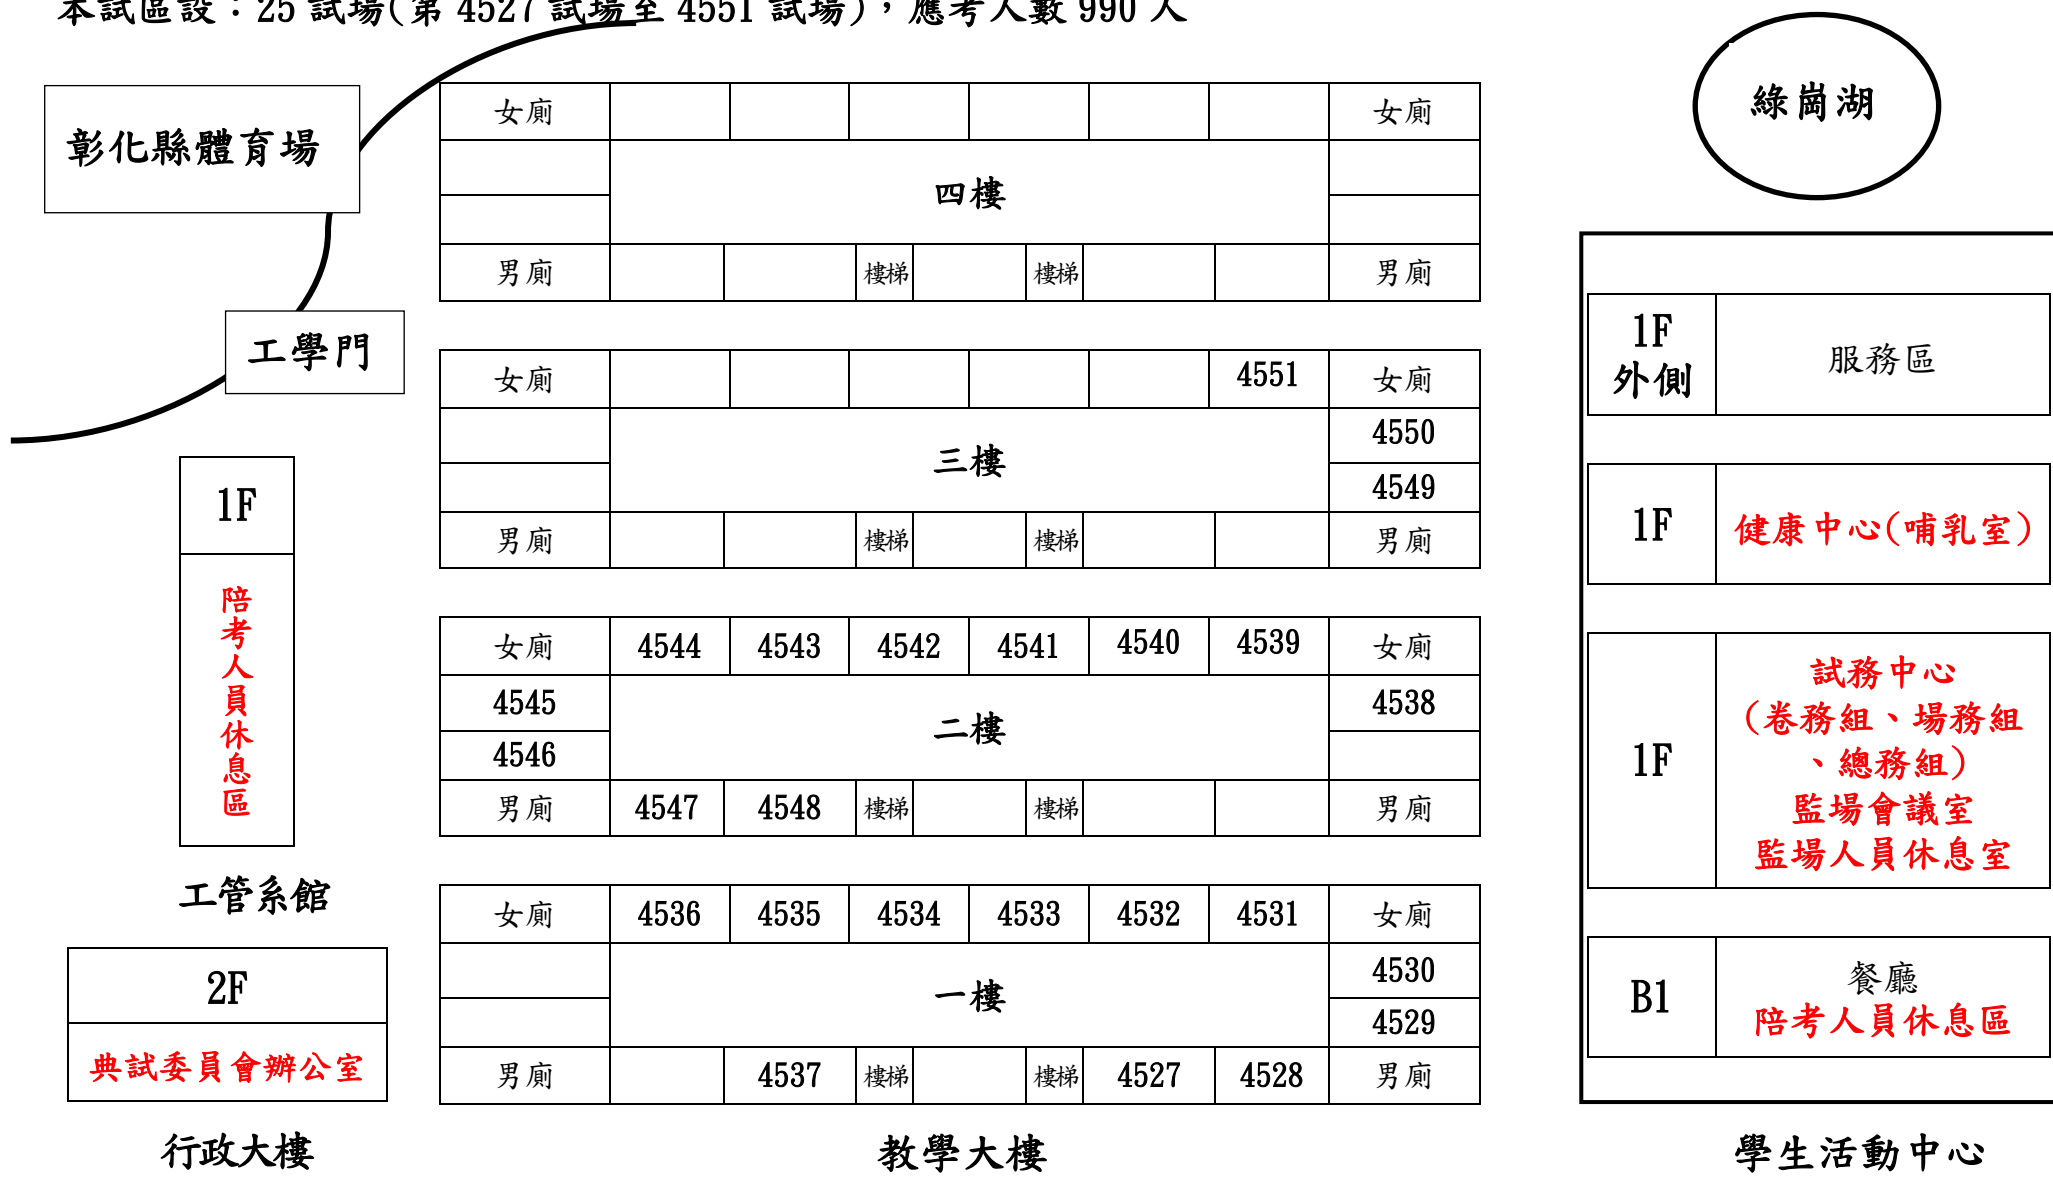 本試區設：25 試場(第 4527 試場至 4551 試場)，應考人數 990 人
彰化縣體育場
工學門
1F
陪考人員休息區
工管系館
2F
典試委員會辦公室
行政大樓
女廁 女廁
四樓
男廁 樓梯 樓梯 男廁
女廁 4551 女廁
4550
三樓
4549
男廁 樓梯 樓梯 男廁
女廁 4544 4543 4542 4541 4540 4539 女廁
4545 4538
二樓
4546
男廁 4547 4548 樓梯 樓梯 男廁
女廁 4536 4535 4534 4533 4532 4531 女廁
4530
一樓
4529
男廁 4537 樓梯 樓梯 4527 4528 男廁
教學大樓
綠崗湖
1F
外側
服務區
1F
健康中心(哺乳室)
1F
試務中心
(卷務組、場務組
、總務組)
監場會議室
監場人員休息室
B1
餐廳
陪考人員休息區
學生活動中心